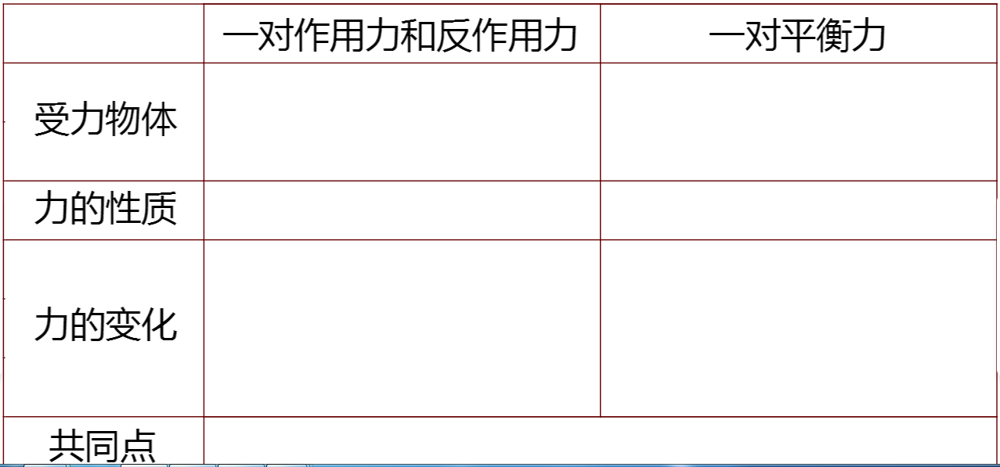 一对作用力和反作用力
一对平衡力
受力物体
力的性质
力的变化
共同点